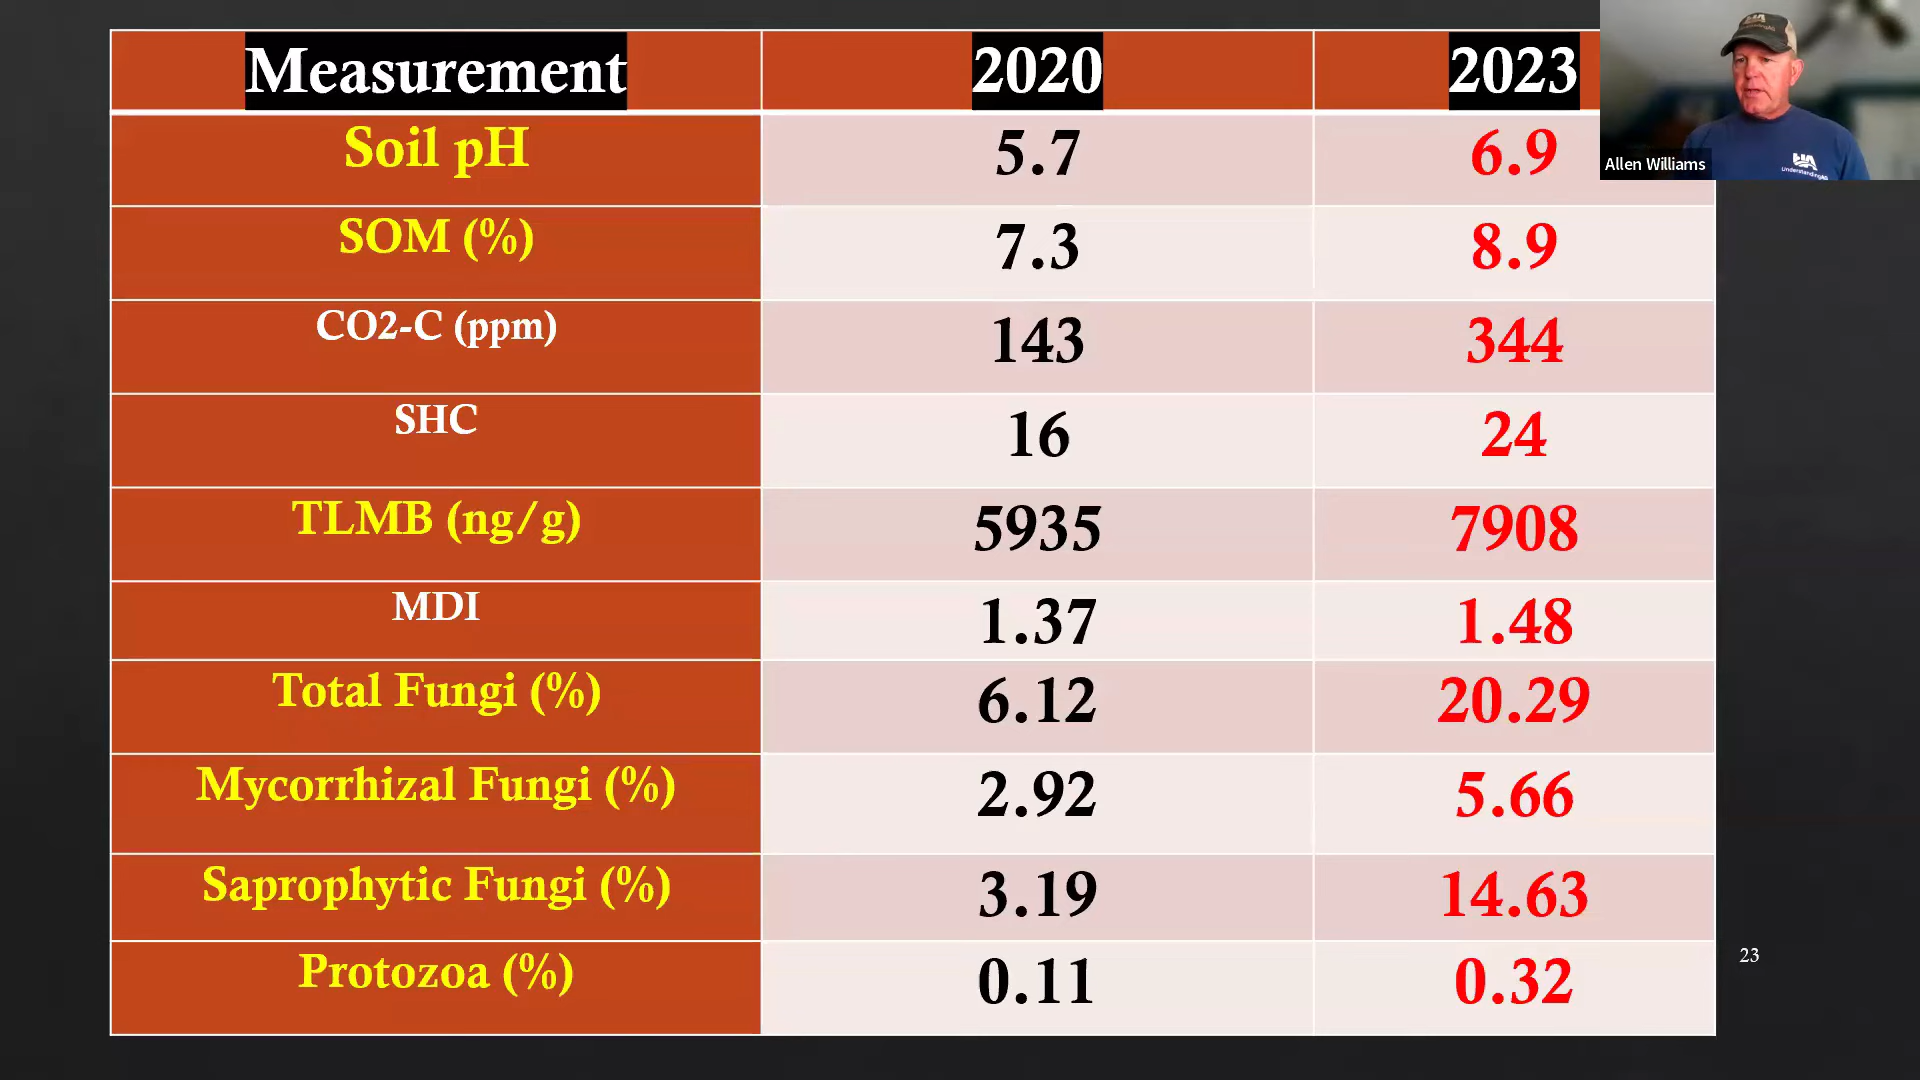 Measurement 2020 2023
Soil pH 5.7 6.9
SOM (%) 7.3 8.9
CO2-C (ppm) 143 344
SHC 16 24
TLMB (ng/g) 5935 7908
MDI 1.37 1.48
Total Fungi (%) 6.12 20.29
Mycorrhizal Fungi (%) 2.92 5.66
Saprophytic Fungi (%) 3.19 14.63
Protozoa (%) 0.11 0.32
Allen Williams
UA
UnderstandingAG
23